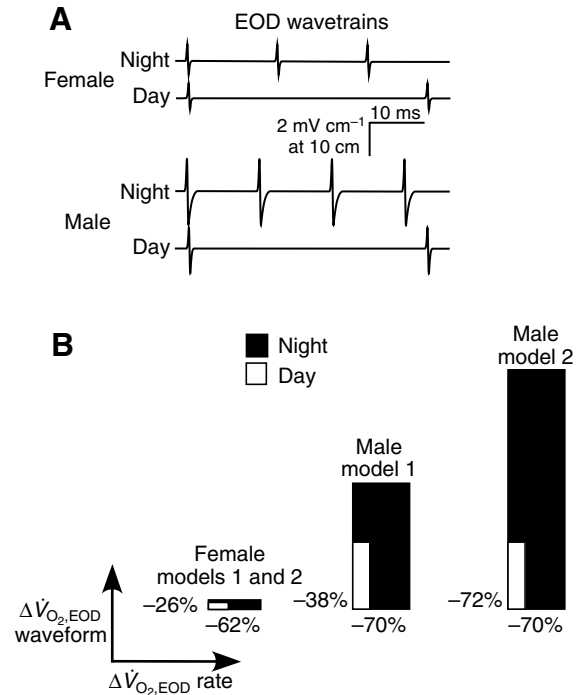 A
EOD wavetrains
Female
Night
Day
10 ms
2 mV cm⁻¹
at 10 cm
Male
Night
Day
B
Night
Day
Male
model 2
Male
model 1
Female
models 1 and 2
–26%
–62%
–38%
–70%
–72%
–70%
ΔV̇O₂,EOD
waveform
ΔV̇O₂,EOD rate